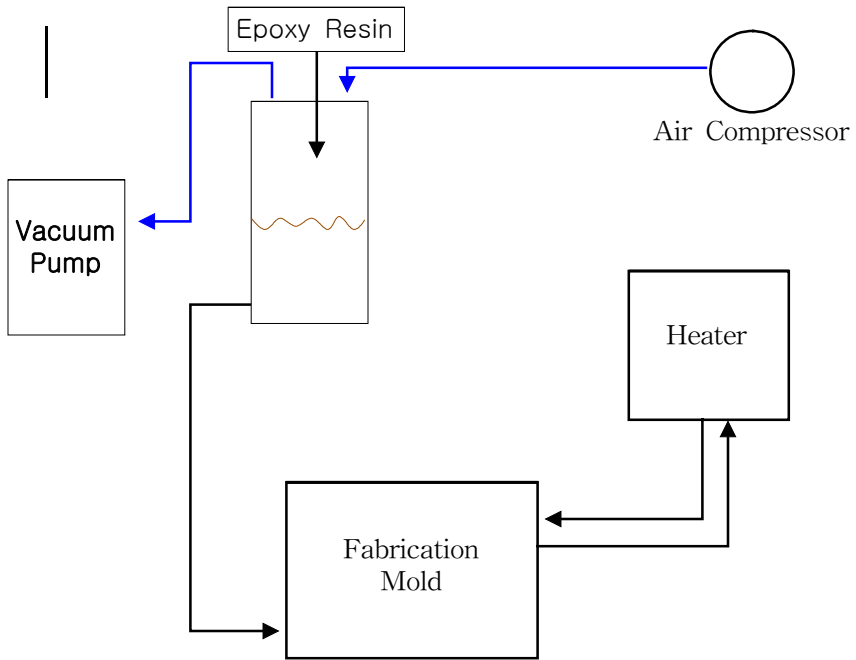 Epoxy Resin
Air Compressor
Vacuum
Pump
Heater
Fabrication
Mold